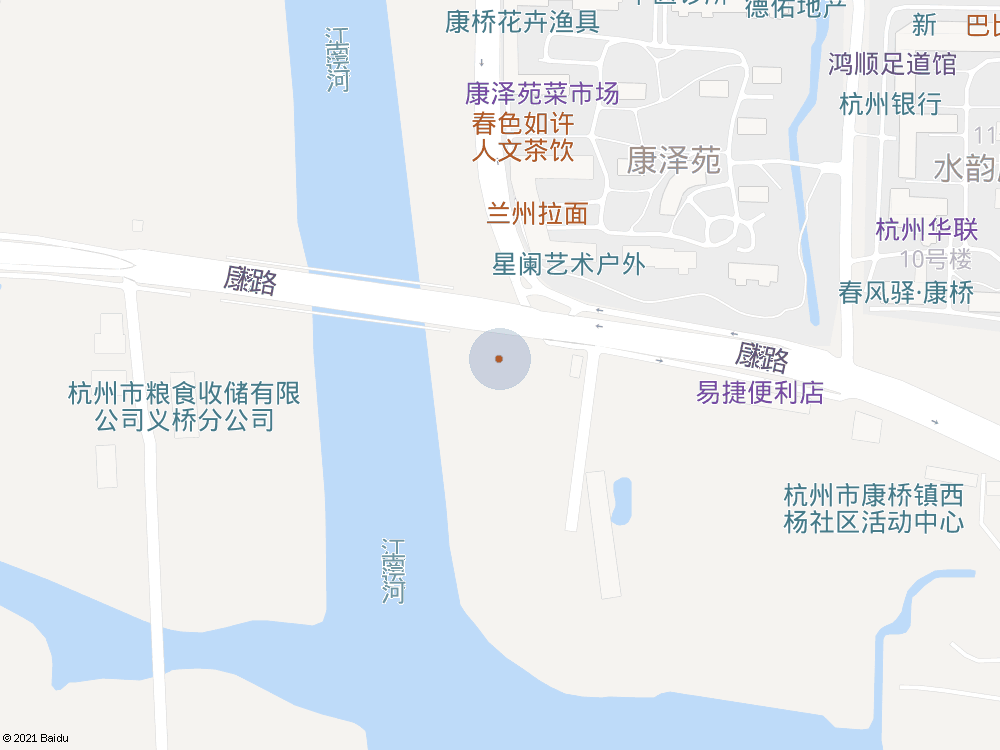 德佑地产
康桥花卉渔具
新
江南运河
鸿顺足道馆
康泽苑菜市场
杭州银行
春色如许
人文茶饮
康泽苑
兰州拉面
杭州华联
10号楼
星阑艺术户外
康桥路
春风驿·康桥
康桥路
杭州市粮食收储有限
公司义桥分公司
易捷便利店
杭州市康桥镇西
杨社区活动中心
江南运河
© 2021 Baidu